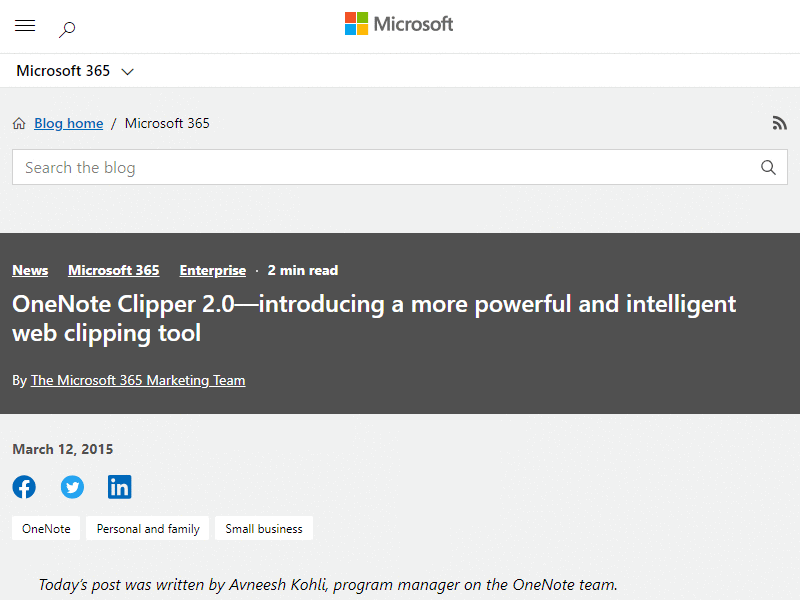 Microsoft
Microsoft 365
Blog home / Microsoft 365
Search the blog
News Microsoft 365 Enterprise · 2 min read
OneNote Clipper 2.0—introducing a more powerful and intelligent
web clipping tool
By The Microsoft 365 Marketing Team
March 12, 2015
OneNote Personal and family Small business
Today’s post was written by Avneesh Kohli, program manager on the OneNote team.